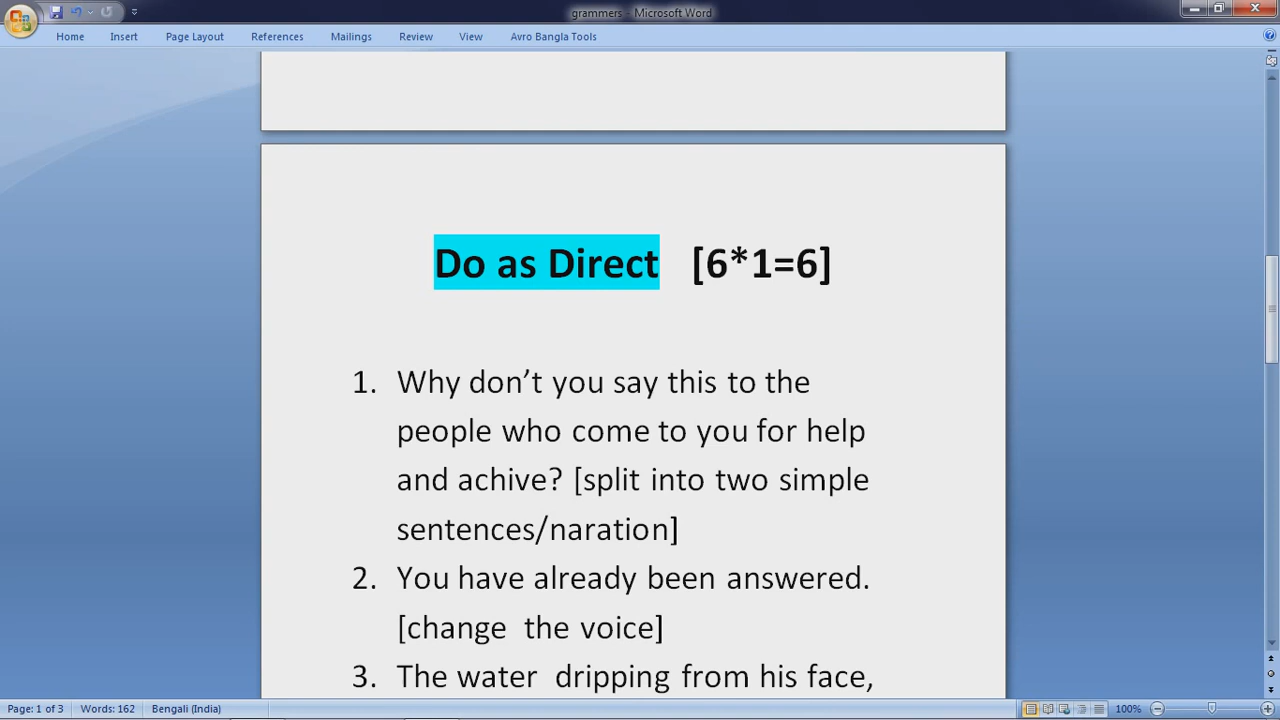 grammers - Microsoft Word
Home Insert Page Layout References Mailings Review View Avro Bangla Tools
Do as Direct [6*1=6]
1. Why don't you say this to the
people who come to you for help
and achive? [split into two simple
sentences/naration]
2. You have already been answered.
[change the voice]
3. The water dripping from his face,
Page: 1 of 3 Words: 162 Bengali (India) 100%